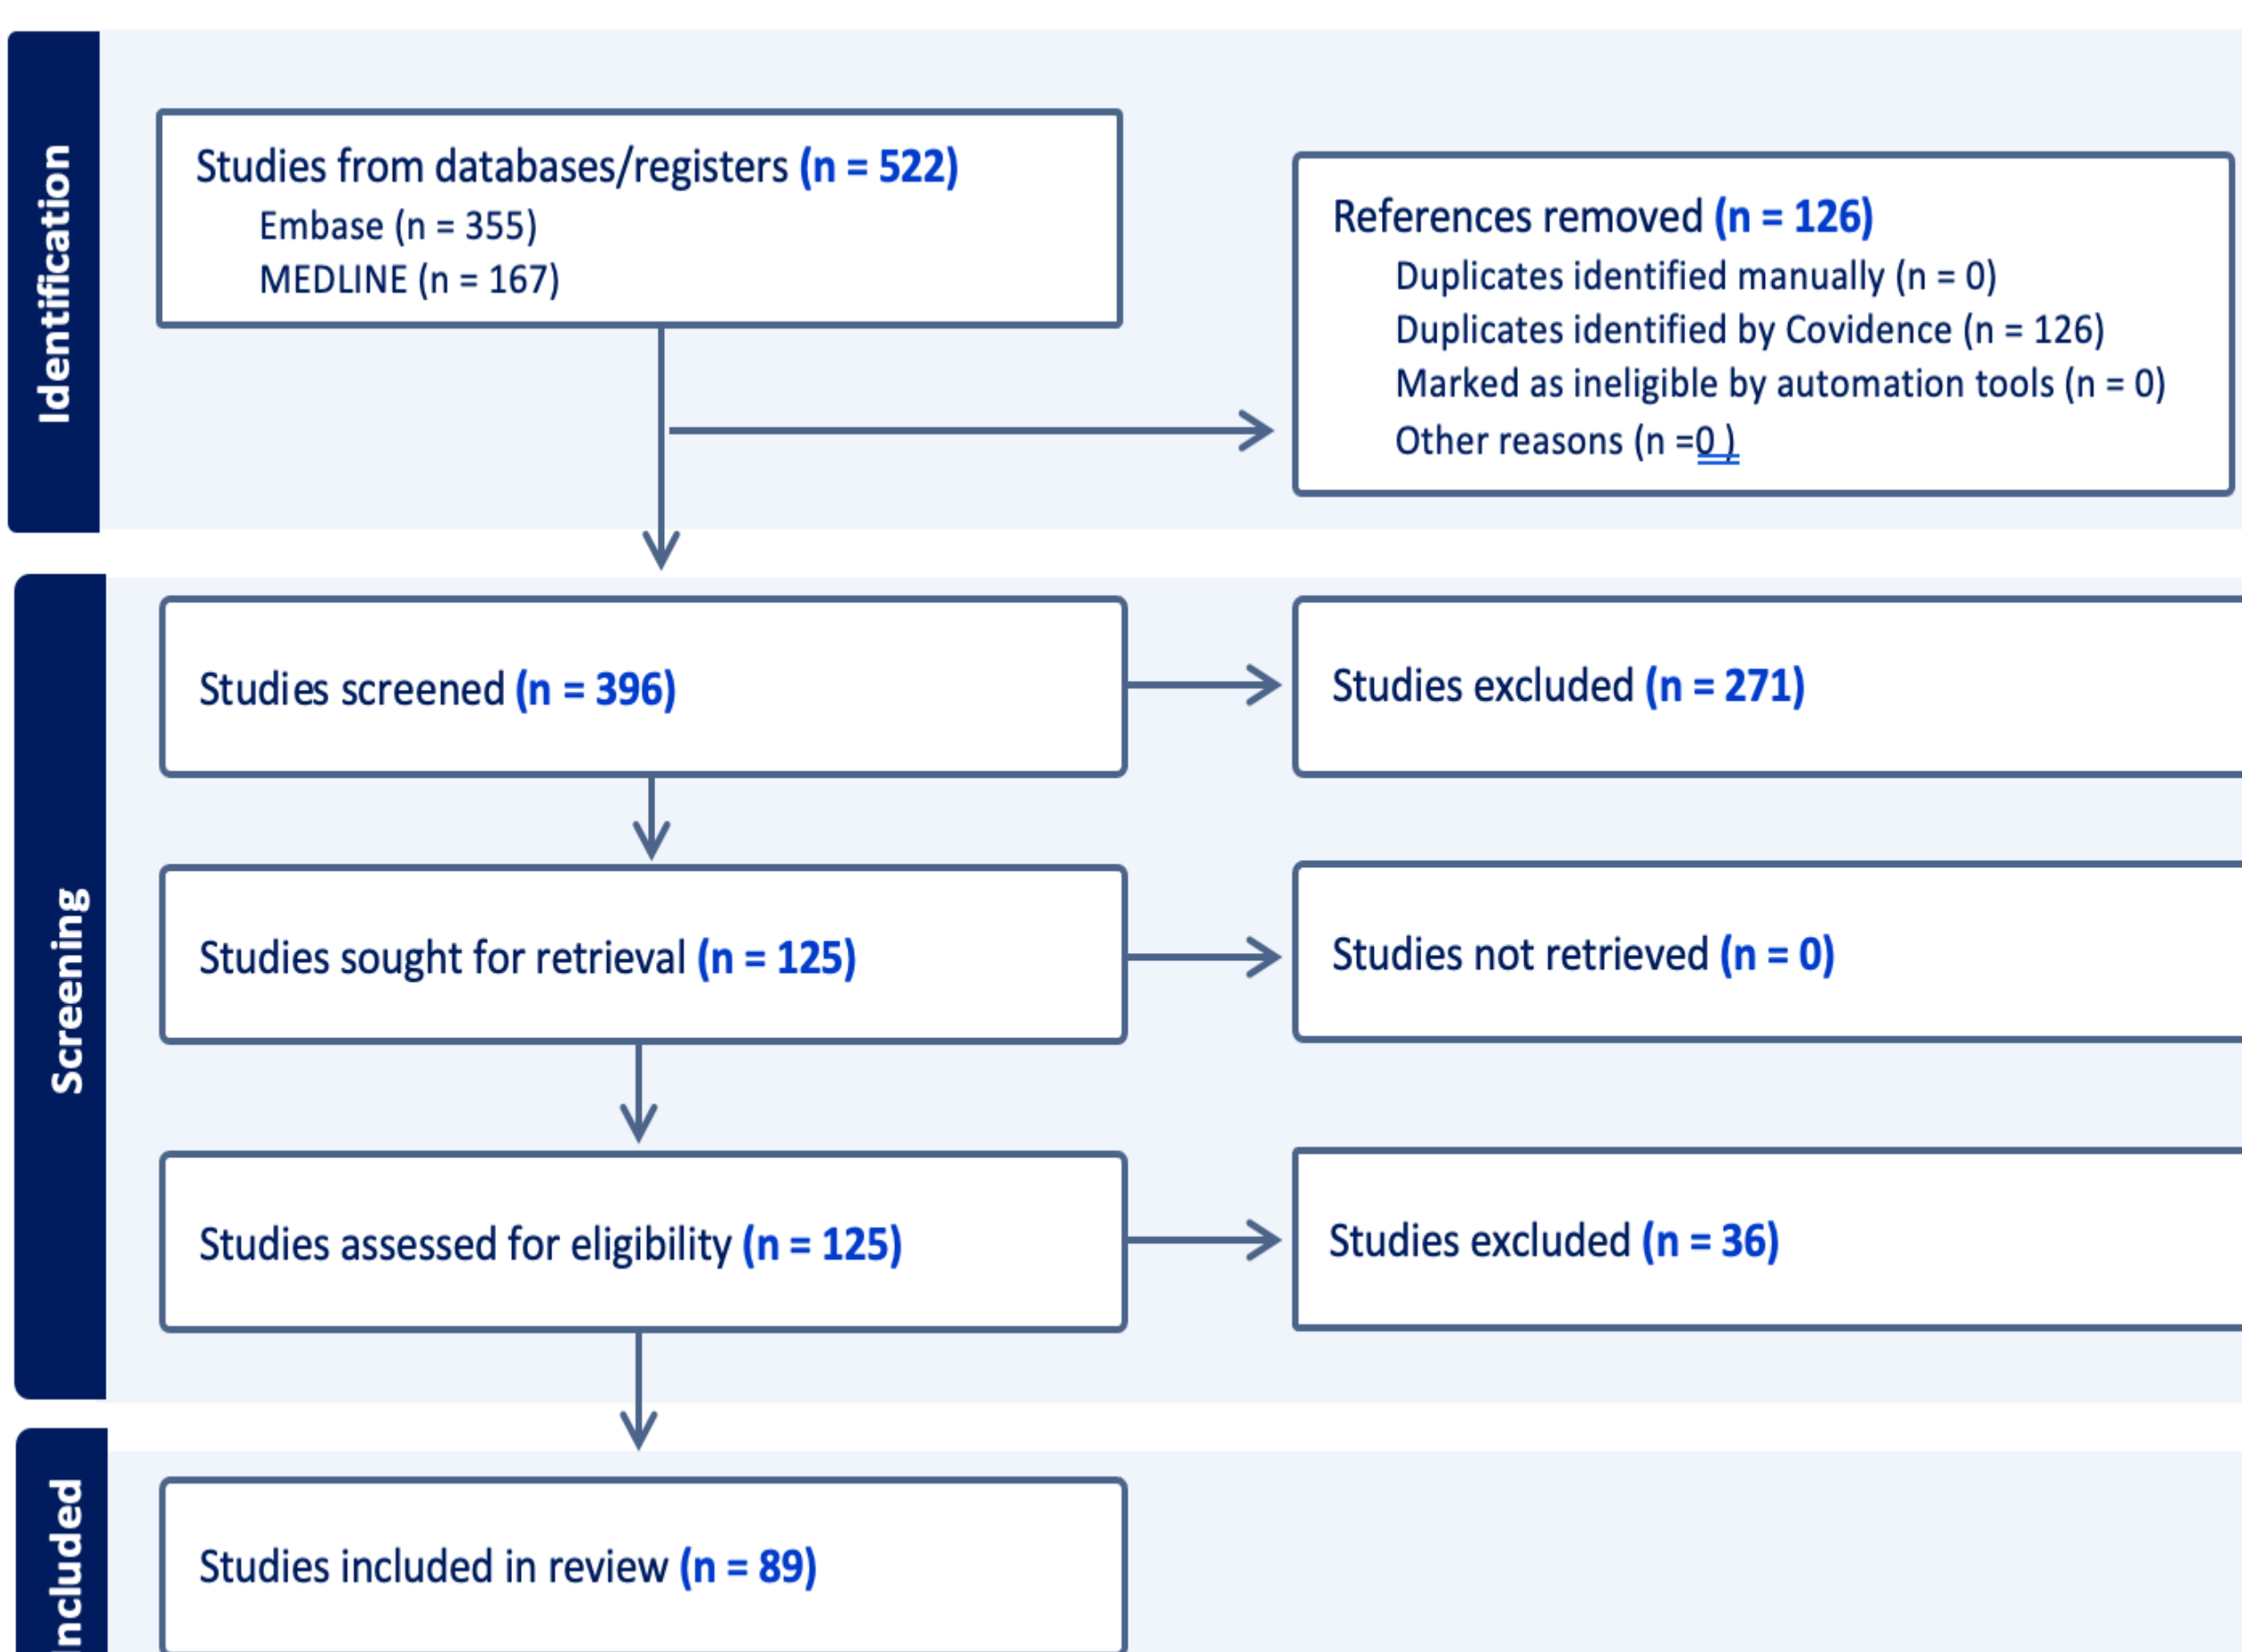 Identification
Studies from databases/registers (n = 522)
Embase (n = 355)
MEDLINE (n = 167)
References removed (n = 126)
Duplicates identified manually (n = 0)
Duplicates identified by Covidence (n = 126)
Marked as ineligible by automation tools (n = 0)
Other reasons (n =0 )
Screening
Studies screened (n = 396)
Studies excluded (n = 271)
Studies sought for retrieval (n = 125)
Studies not retrieved (n = 0)
Studies assessed for eligibility (n = 125)
Studies excluded (n = 36)
Included
Studies included in review (n = 89)